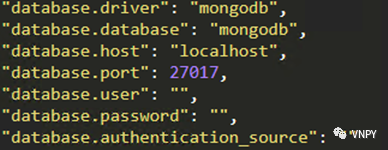 "database.driver": "mongodb",
"database.database": "mongodb",
"database.host": "localhost",
"database.port": 27017,
"database.user": "",
"database.password": "",
"database.authentication_source": "
VNPY